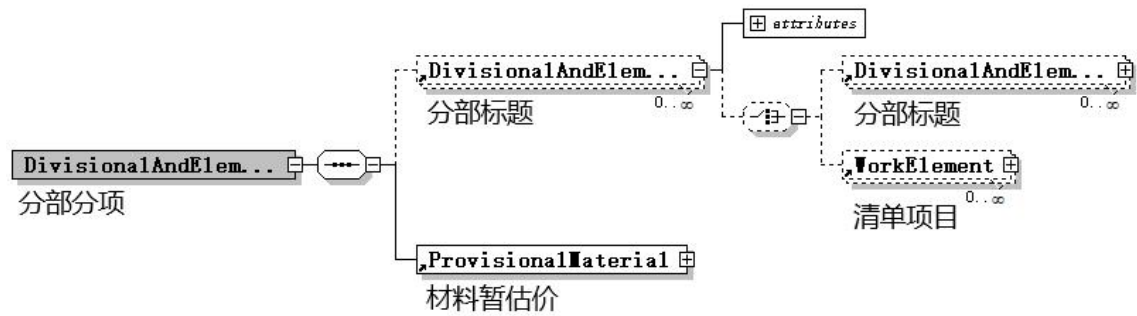 attributes
DivisionalAndElem...
0..∞
分部标题
DivisionalAndElem...
0..∞
分部标题
DivisionalAndElem...
分部分项
WorkElement
0..∞
清单项目
ProvisionalMaterial
材料暂估价